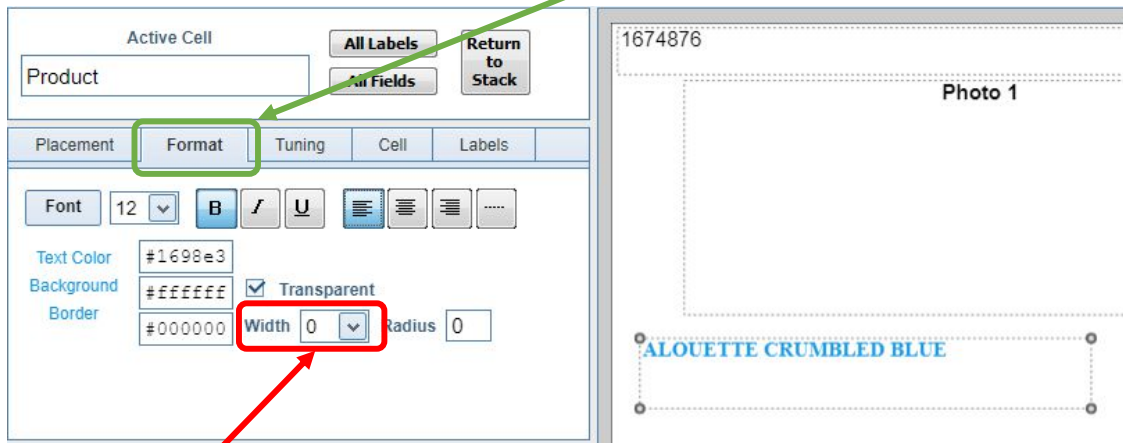 Active Cell
Product
All Labels
All Fields
Return
to
Stack
Placement Format Tuning Cell Labels
Font 12 B I U
Text Color #1698e3
Background #ffffff Transparent
Border #000000 Width 0 Radius 0
1674876
Photo 1
ALOUETTE CRUMBLED BLUE